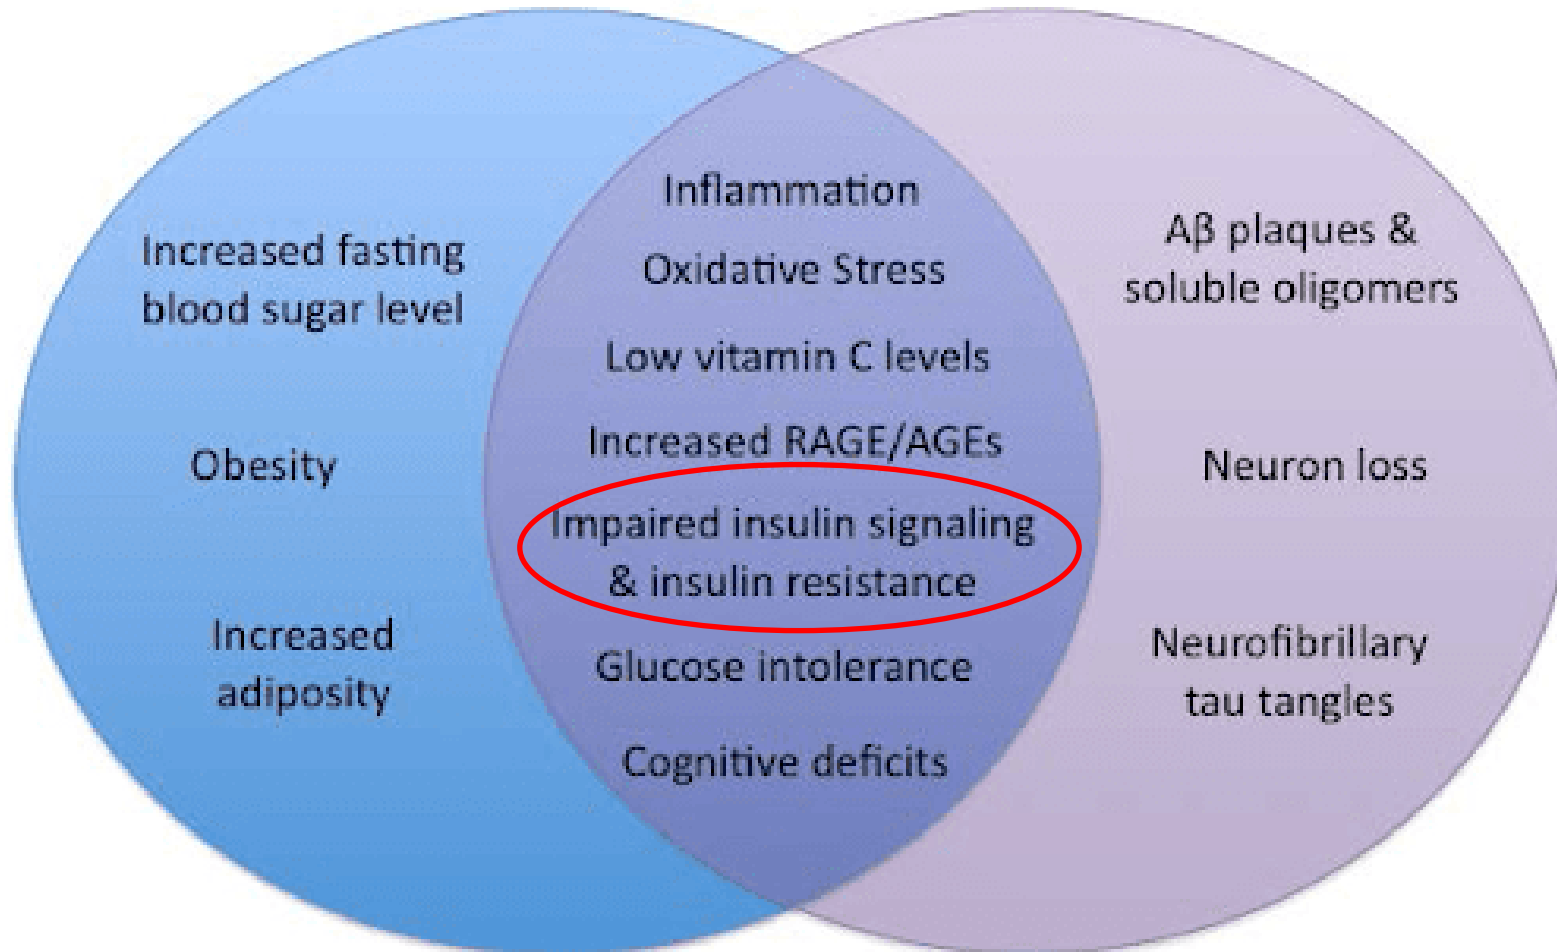 Increased fasting
blood sugar level
Obesity
Increased
adiposity
Inflammation
Oxidative Stress
Low vitamin C levels
Increased RAGE/AGEs
Impaired insulin signaling
& insulin resistance
Glucose intolerance
Cognitive deficits
Aβ plaques &
soluble oligomers
Neuron loss
Neurofibrillary
tau tangles